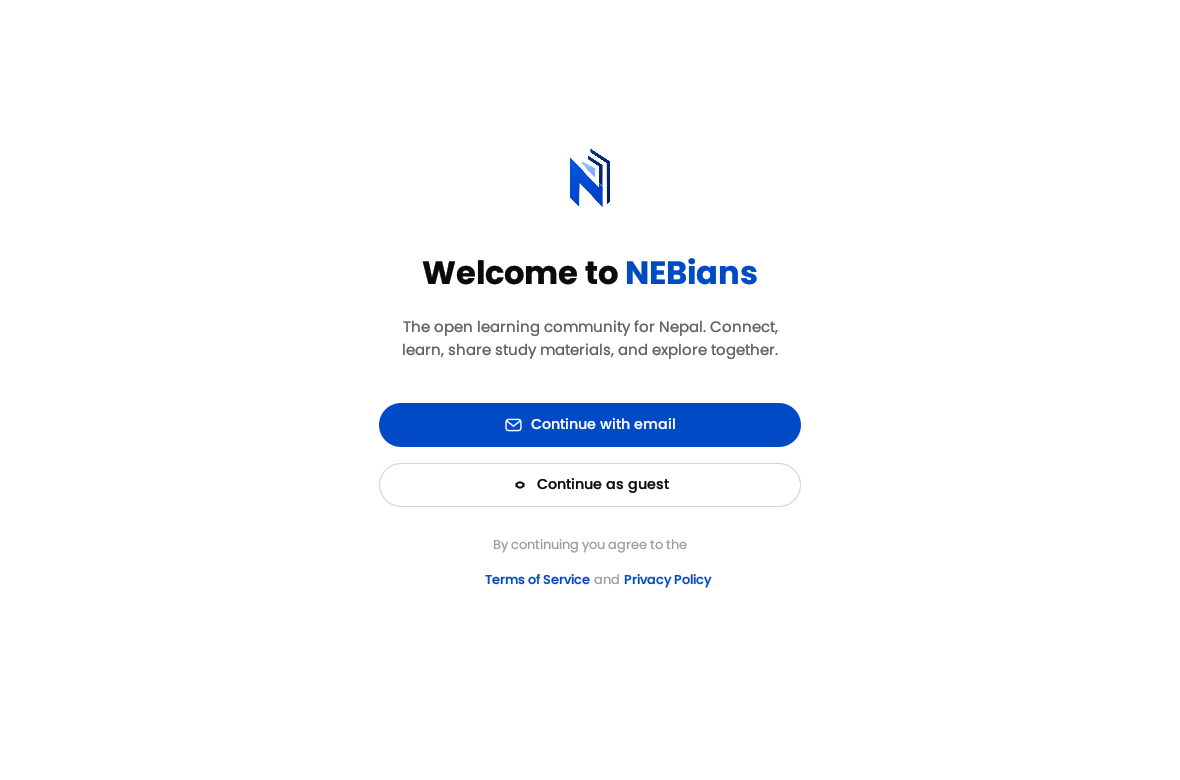 Welcome to NEBians
The open learning community for Nepal. Connect,
learn, share study materials, and explore together.
Continue with email
Continue as guest
By continuing you agree to the
Terms of Service and Privacy Policy